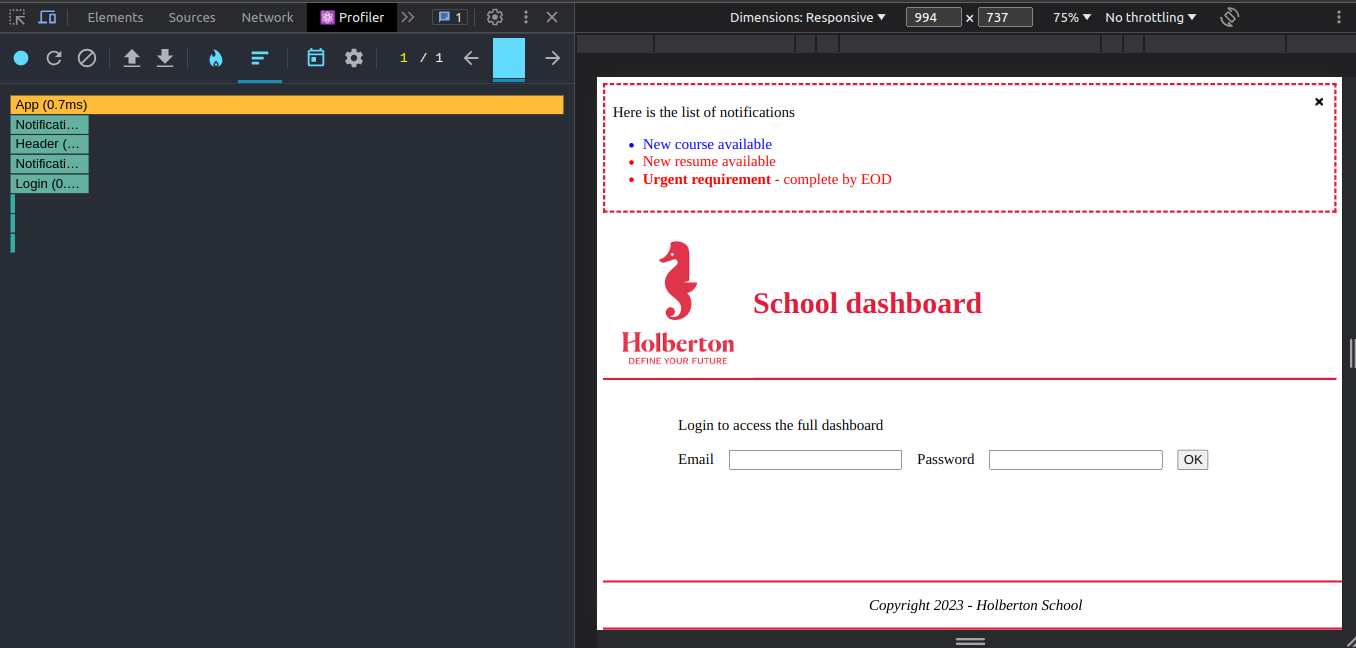 Elements Sources Network Profiler 1
Dimensions: Responsive 994 x 737 75% No throttling
1 / 1
App (0.7ms)
Notificati…
Header (…
Notificati…
Login (0.…
Here is the list of notifications
New course available
New resume available
Urgent requirement - complete by EOD
Holberton
DEFINE YOUR FUTURE
School dashboard
Login to access the full dashboard
Email Password OK
Copyright 2023 - Holberton School